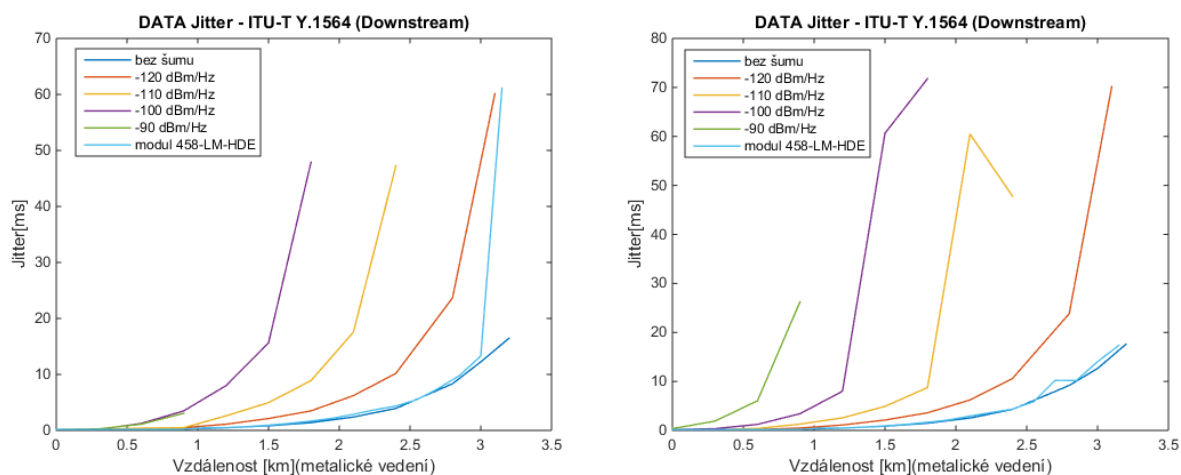 DATA Jitter - ITU-T Y.1564 (Downstream)
70
60
50
40
30
20
10
0
Jitter[ms]
bez šumu
-120 dBm/Hz
-110 dBm/Hz
-100 dBm/Hz
-90 dBm/Hz
modul 458-LM-HDE
0 0.5 1 1.5 2 2.5 3 3.5
Vzdálenost [km](metalické vedení)
DATA Jitter - ITU-T Y.1564 (Downstream)
80
70
60
50
40
30
20
10
0
Jitter[ms]
bez šumu
-120 dBm/Hz
-110 dBm/Hz
-100 dBm/Hz
-90 dBm/Hz
modul 458-LM-HDE
0 0.5 1 1.5 2 2.5 3 3.5
Vzdálenost [km](metalické vedení)